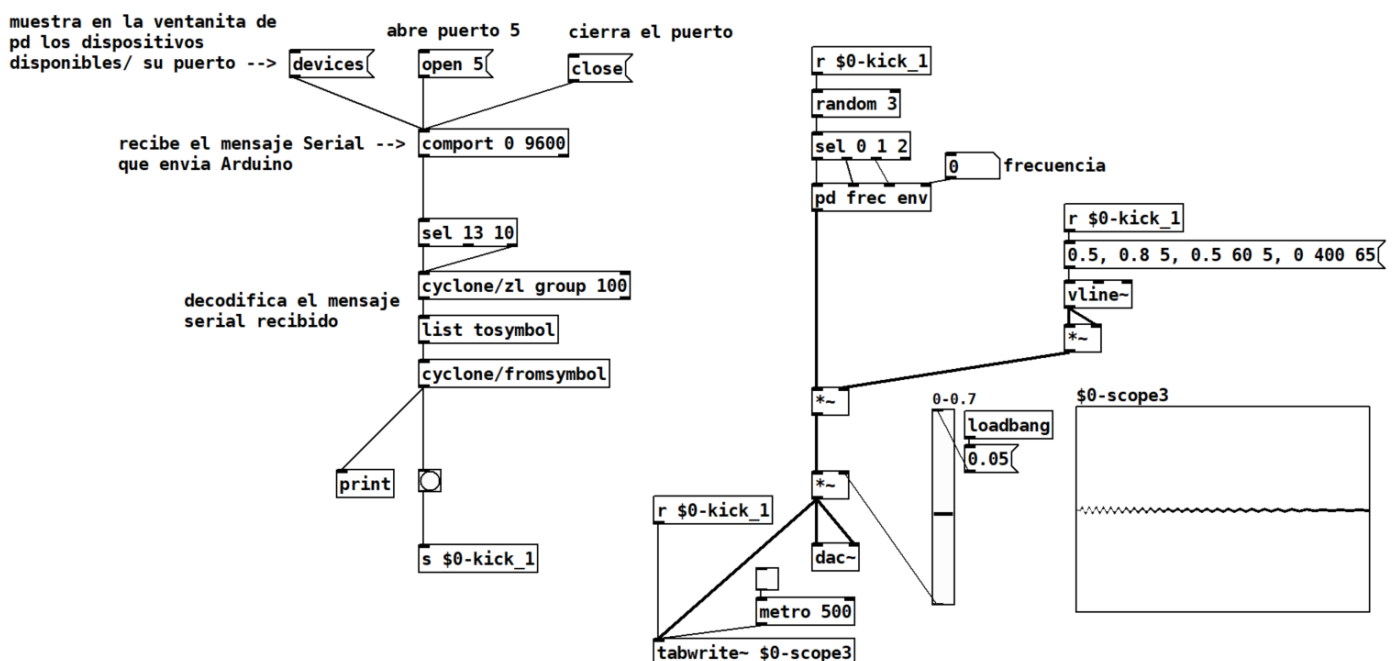 muestra en la ventanita de
pd los dispositivos
disponibles/ su puerto -->
devices
abre puerto 5
open 5
cierra el puerto
close
recibe el mensaje Serial -->
que envia Arduino
comport 0 9600
sel 13 10
cyclone/zl group 100
decodifica el mensaje
serial recibido
list tosymbol
cyclone/fromsymbol
print
s $0-kick_1
r $0-kick_1
random 3
sel 0 1 2
0
frecuencia
pd frec env
r $0-kick_1
0.5, 0.8 5, 0.5 60 5, 0 400 65
vline~
*~
*~
0-0.7
loadbang
0.05
*~
dac~
r $0-kick_1
metro 500
tabwrite~ $0-scope3
$0-scope3